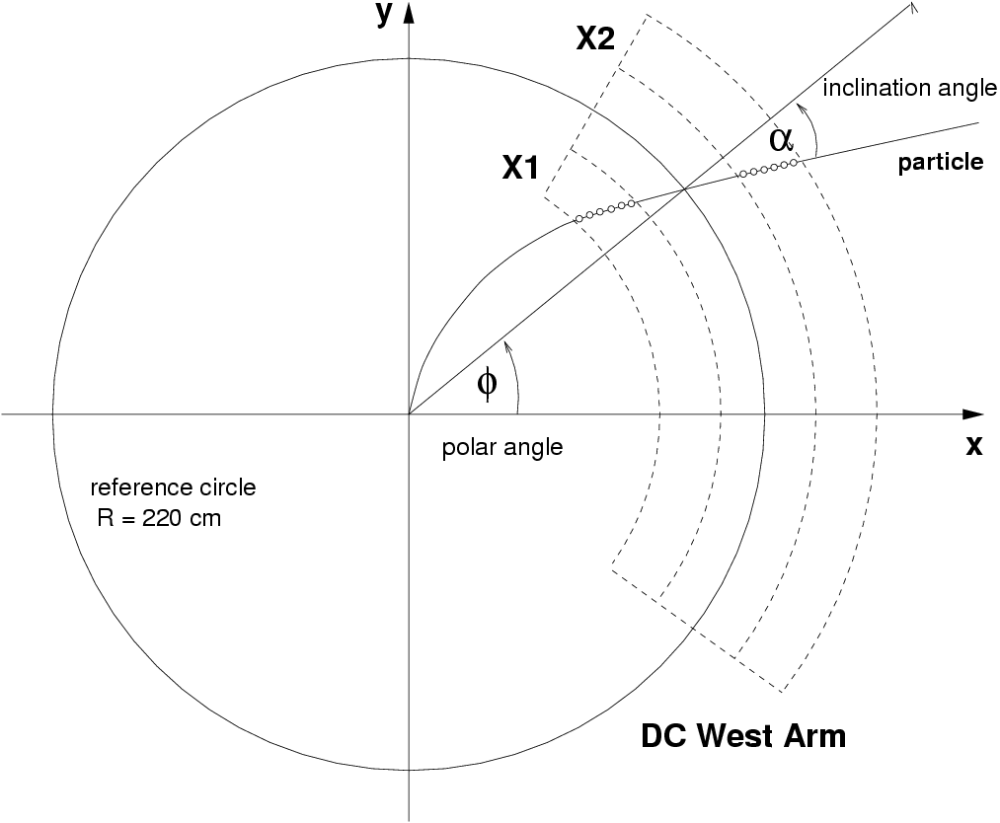 y
X2
inclination angle
α
X1
particle
ϕ
x
polar angle
reference circle
R = 220 cm
DC West Arm